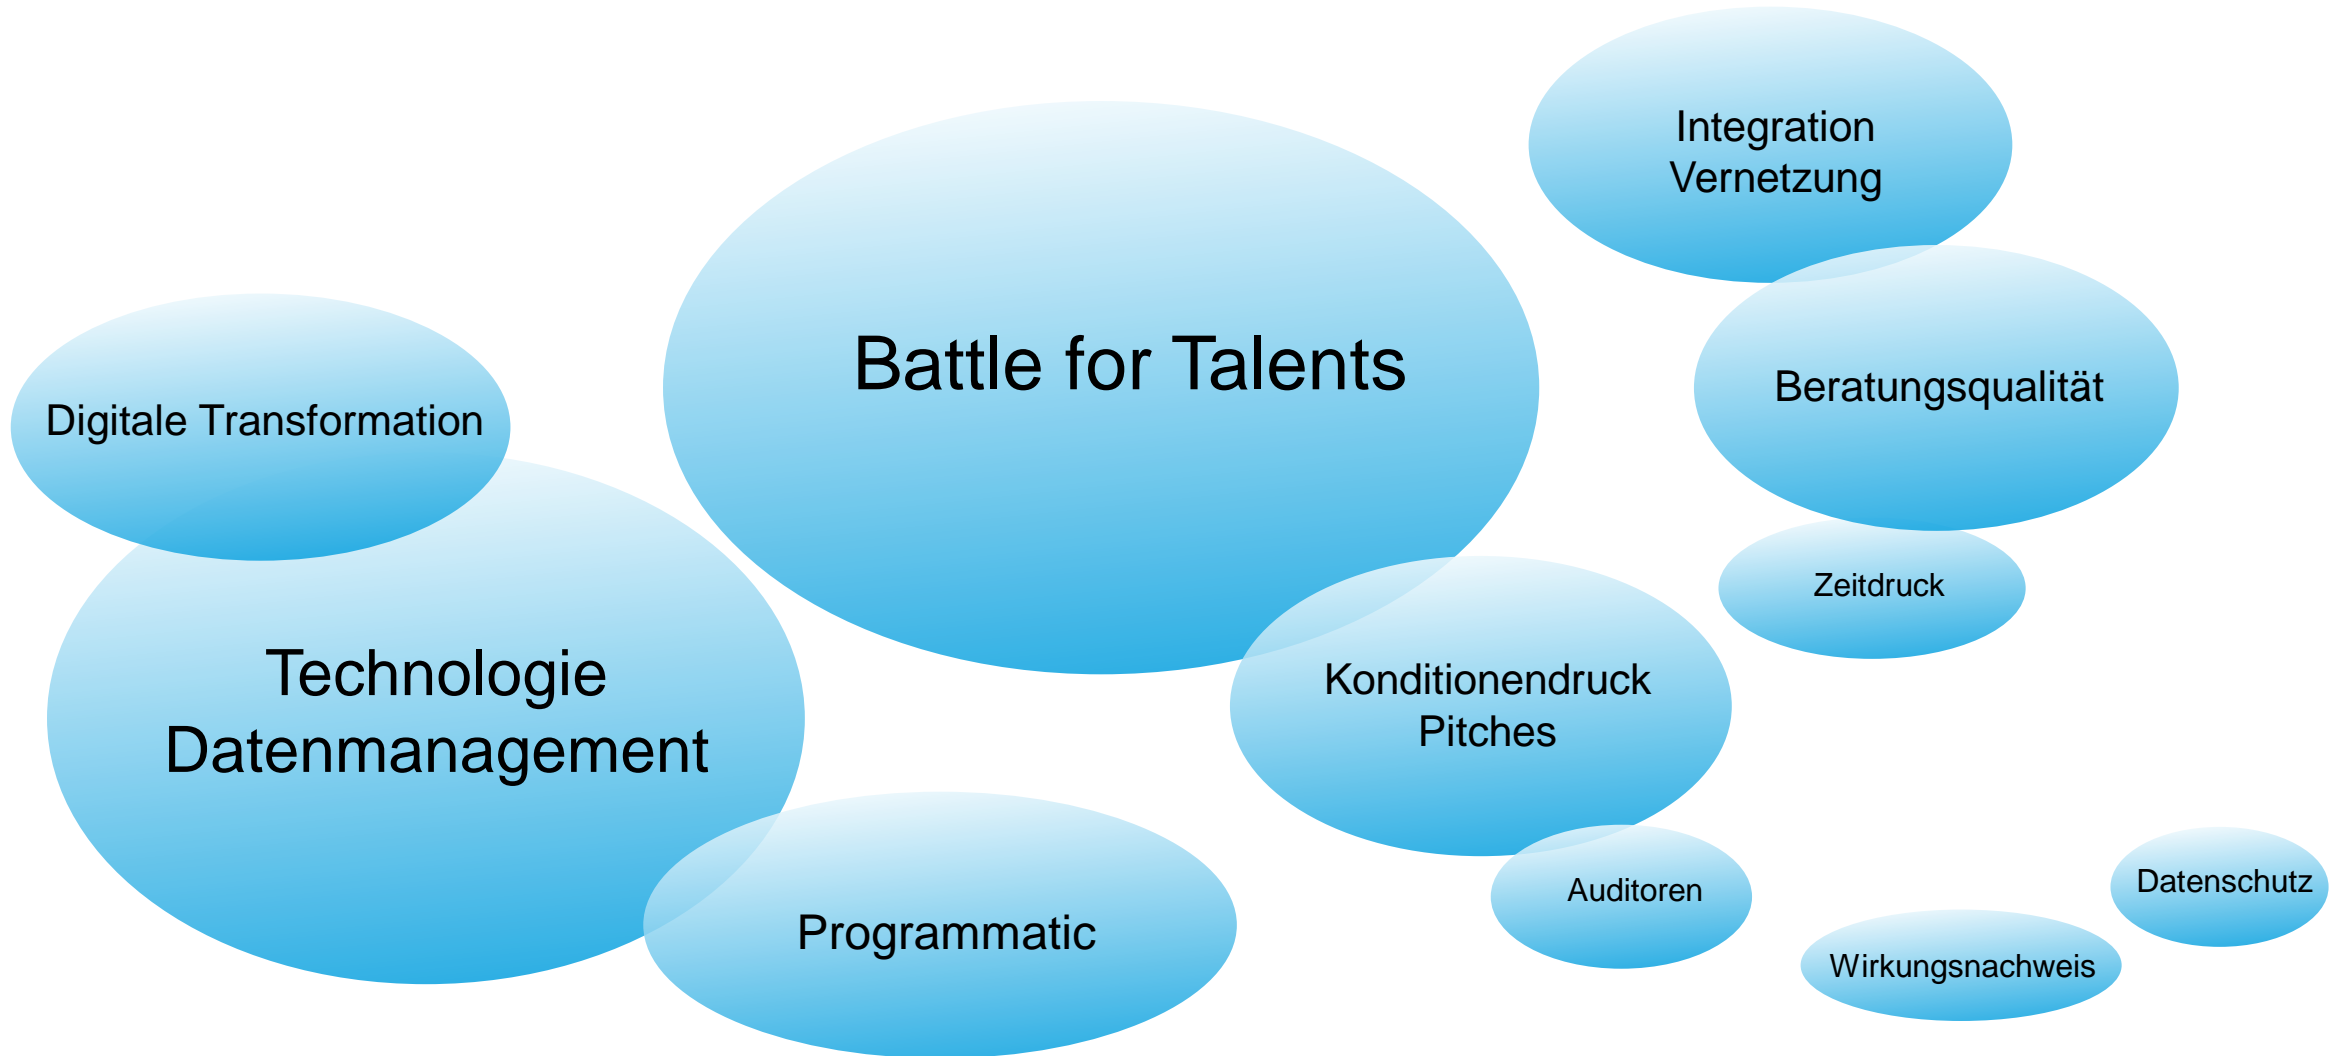 Integration
Vernetzung
Battle for Talents
Beratungsqualität
Digitale Transformation
Zeitdruck
Technologie
Datenmanagement
Konditionendruck
Pitches
Auditoren
Datenschutz
Programmatic
Wirkungsnachweis